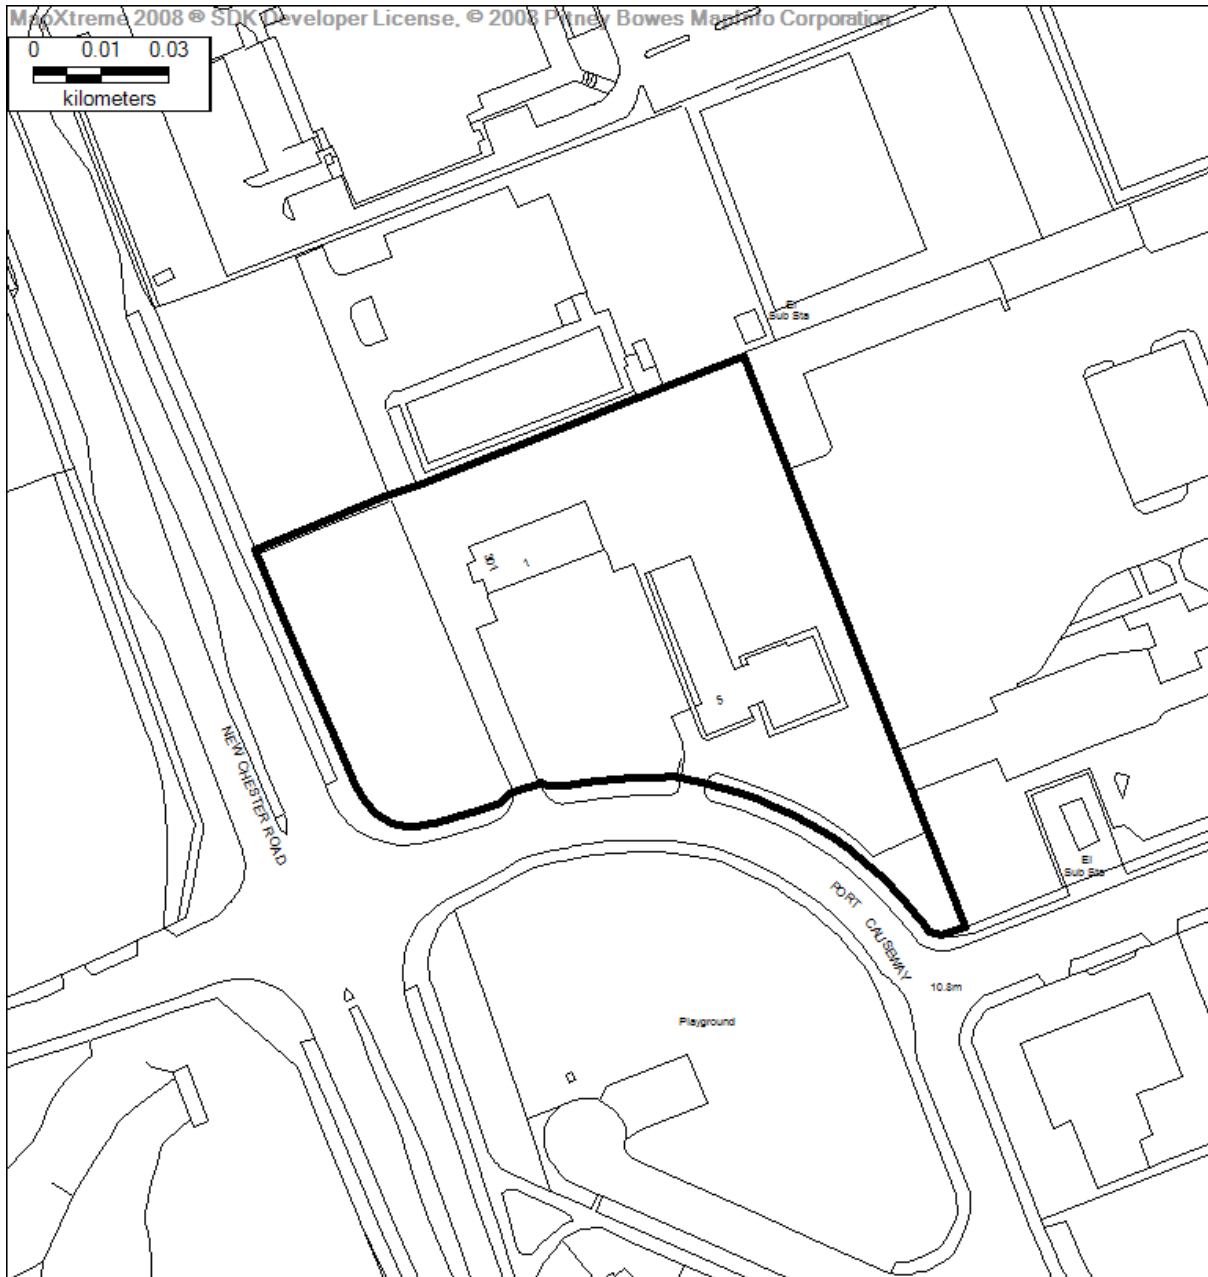 MapXtreme 2008 ® SDK Developer License, © 2008 Pitney Bowes MapInfo Corporation
0 0.01 0.03
kilometers
El
Sub Sta
301
1
5
NEW CHESTER ROAD
El
Sub Sta
PORT CAUSEWAY
10.8m
Playground